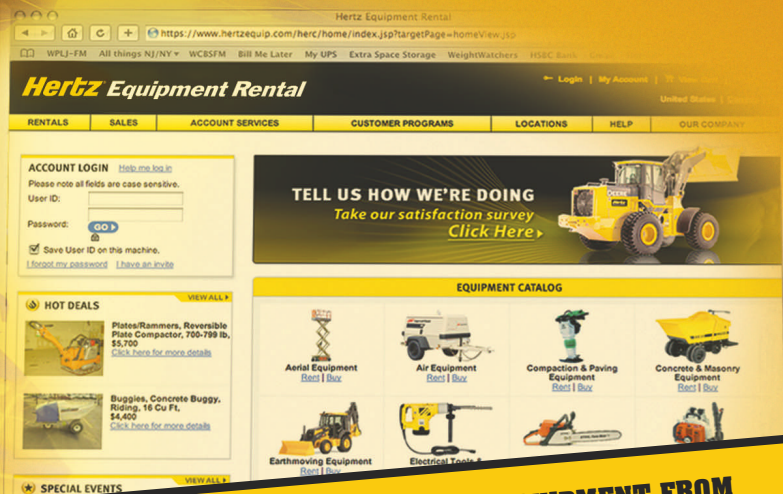 Hertz Equipment Rental
https://www.hertzequip.com/herc/home/index.jsp?targetPage=homeView.jsp
WPLJ-FM All things NJ/NY WCBSFM Bill Me Later My UPS Extra Space Storage WeightWatchers HSBC Bank
Hertz Equipment Rental
Login | My Account
United States
RENTALS SALES ACCOUNT SERVICES CUSTOMER PROGRAMS LOCATIONS HELP OUR COMPANY
ACCOUNT LOGIN Help me log in
Please note all fields are case sensitive.
User ID:
Password:
GO
Save User ID on this machine.
I forgot my password I have an invite
TELL US HOW WE'RE DOING
Take our satisfaction survey
Click Here
DEERE
Hertz
VIEW ALL
HOT DEALS
Plates/Rammers, Reversible
Plate Compactor, 700-799 lb,
$5,700
Click here for more details
Buggies, Concrete Buggy,
Riding, 16 Cu Ft,
$4,400
Click here for more details
VIEW ALL
SPECIAL EVENTS
EQUIPMENT CATALOG
Aerial Equipment
Rent | Buy
Air Equipment
Rent | Buy
Compaction & Paving
Equipment
Rent | Buy
Concrete & Masonry
Equipment
Rent | Buy
Earthmoving Equipment
Rent | Buy
Electrical Tools &
FROM